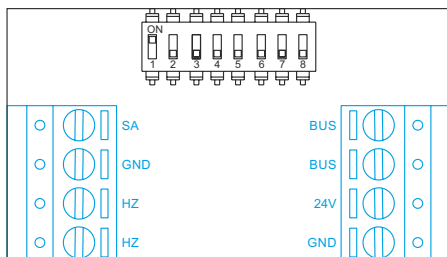 ON
1 2 3 4 5 6 7 8
SA BUS
GND BUS
HZ 24V
HZ GND